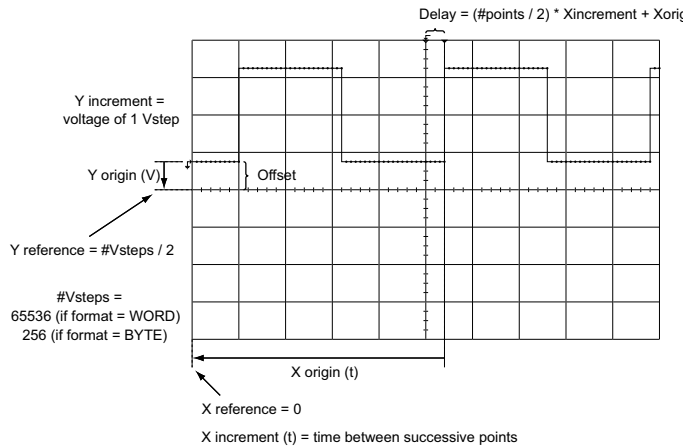 Delay = (#points / 2) * Xincrement + Xorig
Y increment =
voltage of 1 Vstep
Y origin (V)
Offset
Y reference = #Vsteps / 2
#Vsteps =
65536 (if format = WORD)
256 (if format = BYTE)
X origin (t)
X reference = 0
X increment (t) = time between successive points